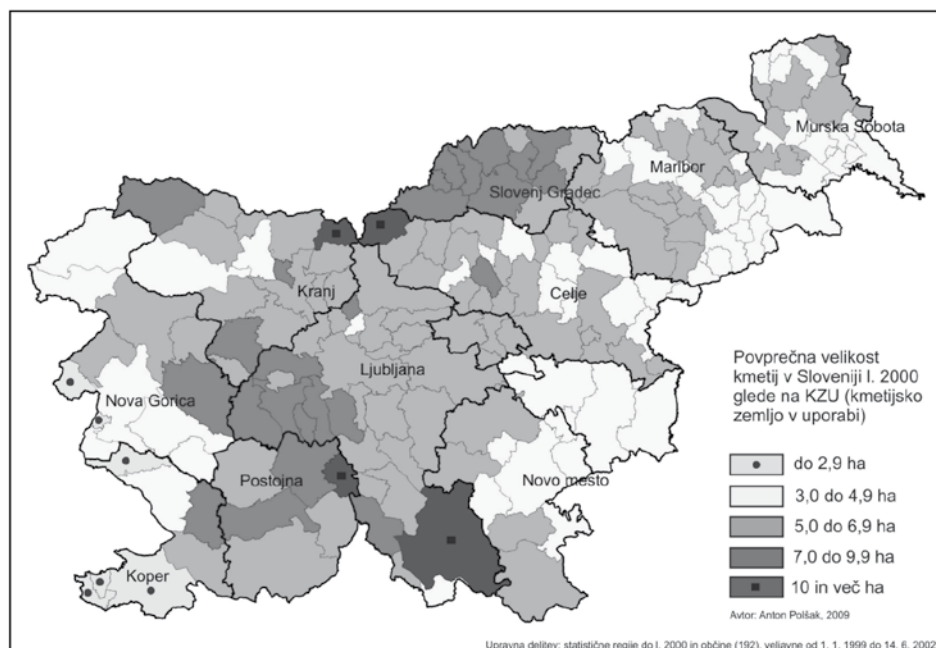 Murska Sobota
Maribor
Slovenj Gradec
Kranj
Celje
Ljubljana
Nova Gorica
Postojna
Novo mesto
Koper
Povprečna velikost
kmetij v Sloveniji l. 2000
glede na KZU (kmetijsko
zemljo v uporabi)
do 2,9 ha
3,0 do 4,9 ha
5,0 do 6,9 ha
7,0 do 9,9 ha
10 in več ha
Avtor: Anton Polšak, 2009
Upravna delitev: statistične regije do l. 2000 in občine (192), veljavne od 1. 1. 1999 do 14. 6. 2002